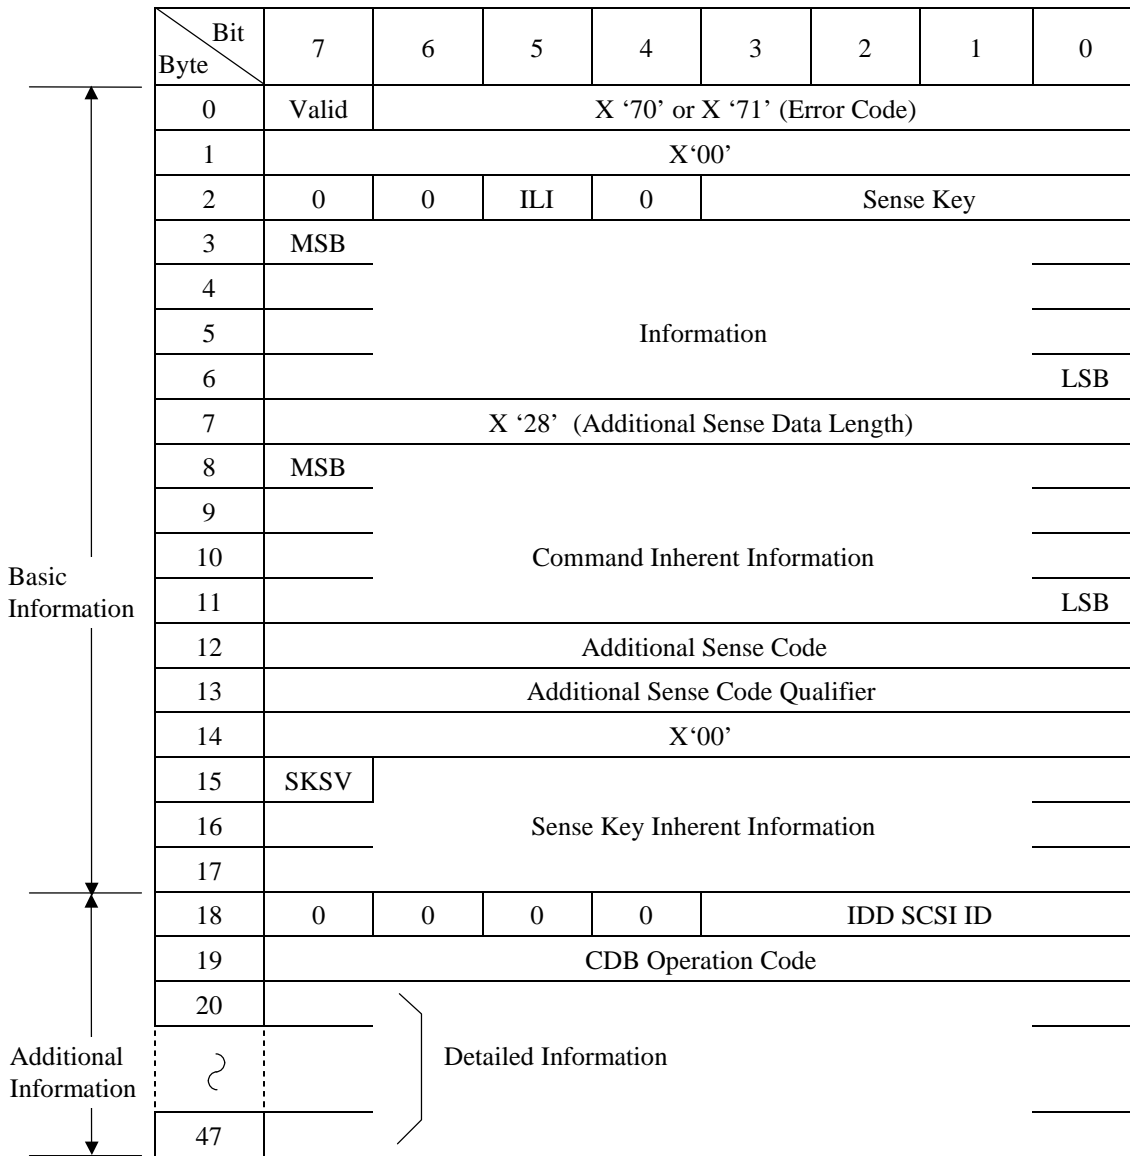 Bit
Byte 7 6 5 4 3 2 1 0
0 Valid X ‘70’ or X ‘71’ (Error Code)
1 X‘00’
2 0 0 ILI 0 Sense Key
3 MSB
4
5 Information
6 LSB
7 X ‘28’ (Additional Sense Data Length)
8 MSB
9
10 Command Inherent Information
Basic
Information
11 LSB
12 Additional Sense Code
13 Additional Sense Code Qualifier
14 X‘00’
15 SKSV
16 Sense Key Inherent Information
17
18 0 0 0 0 IDD SCSI ID
19 CDB Operation Code
20
Additional
Information
Detailed Information
47